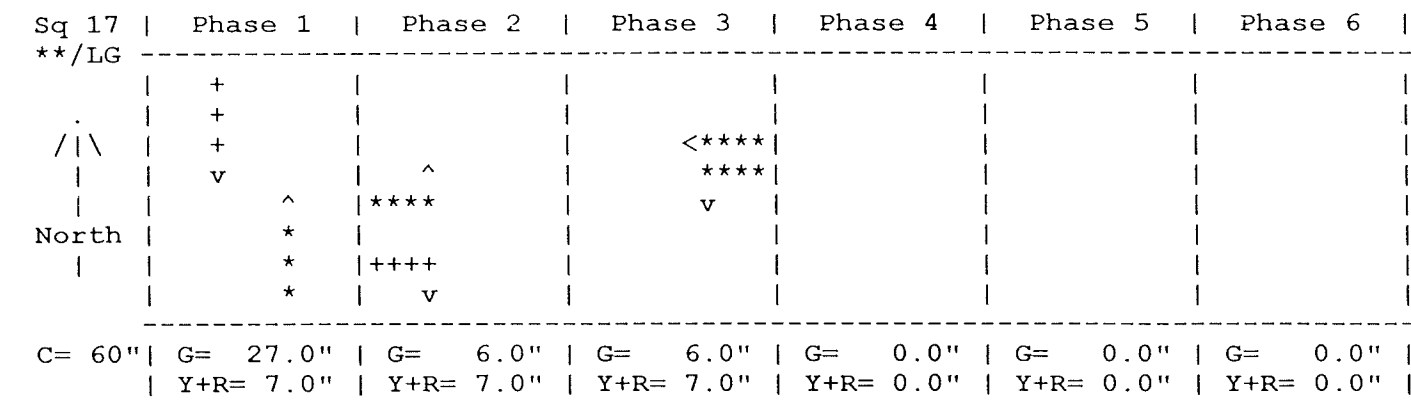 Sq 17 | Phase 1 | Phase 2 | Phase 3 | Phase 4 | Phase 5 | Phase 6 |
**/LG ------------------------------------------------------------
| + | | | | | |
. | + | | | | | |
/|\ | + | | <****| | | |
| | v | ^ | ****| | | |
| | ^ |**** | v | | | |
North | * | | | | | |
| | * |++++ | | | | |
| * | v | | | | |
------------------------------------------------------------
C= 60"| G= 27.0" | G= 6.0" | G= 6.0" | G= 0.0" | G= 0.0" | G= 0.0" |
| Y+R= 7.0" | Y+R= 7.0" | Y+R= 7.0" | Y+R= 0.0" | Y+R= 0.0" | Y+R= 0.0" |